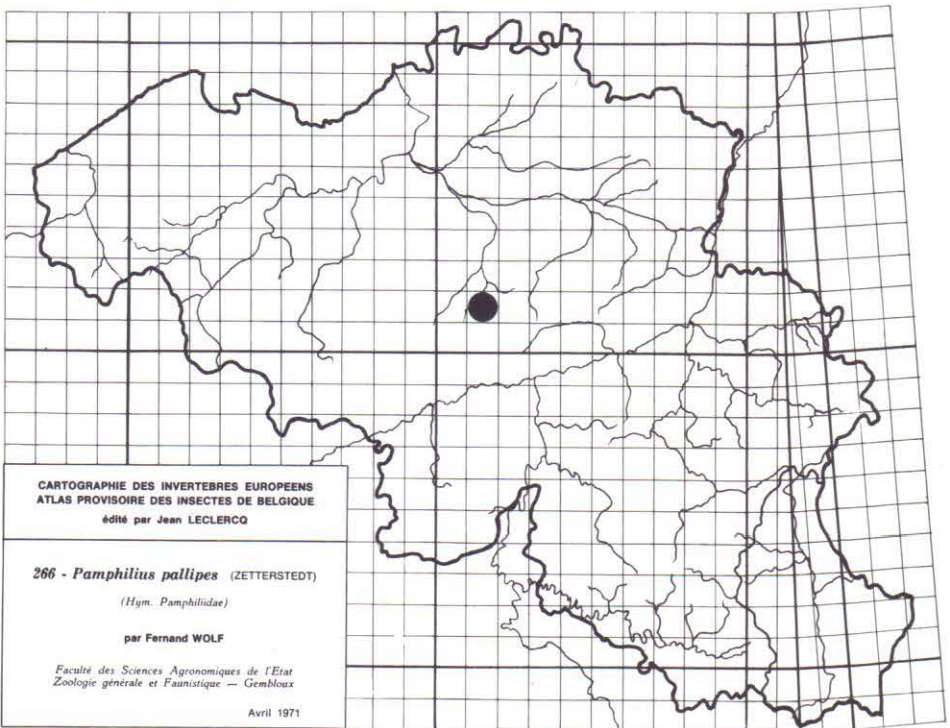 CARTOGRAPHIE DES INVERTEBRES EUROPEENS
ATLAS PROVISOIRE DES INSECTES DE BELGIQUE
édité par Jean LECLERCQ
266 - Pamphilius pallipes (ZETTERSTEDT)
(Hym. Pamphiliidae)
par Fernand WOLF
Faculté des Sciences Agronomiques de l'Etat
Zoologie générale et Faunistique — Gembloux
Avril 1971